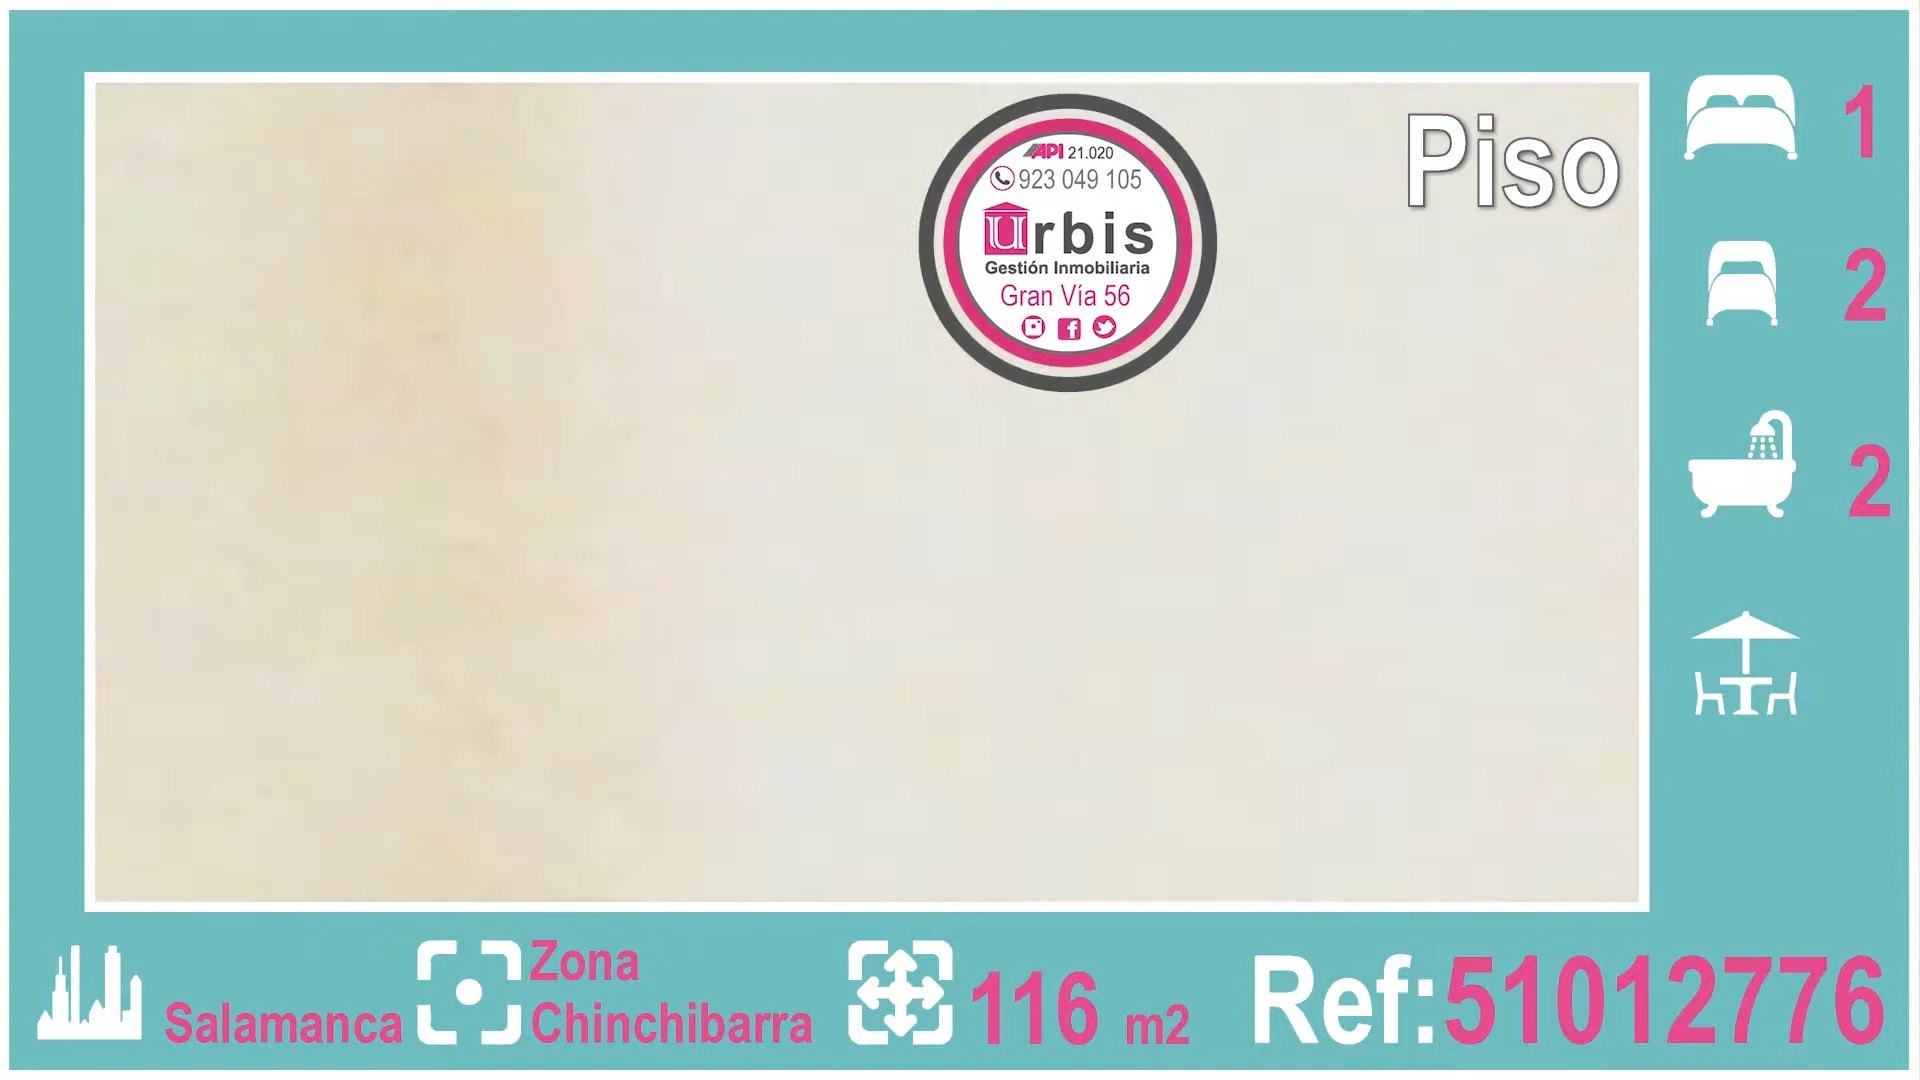 API 21.020
923 049 105
urbis
Gestión Inmobiliaria
Gran Vía 56
Piso
1
2
2
Salamanca
Zona
Chinchibarra
116 m2
Ref:51012776